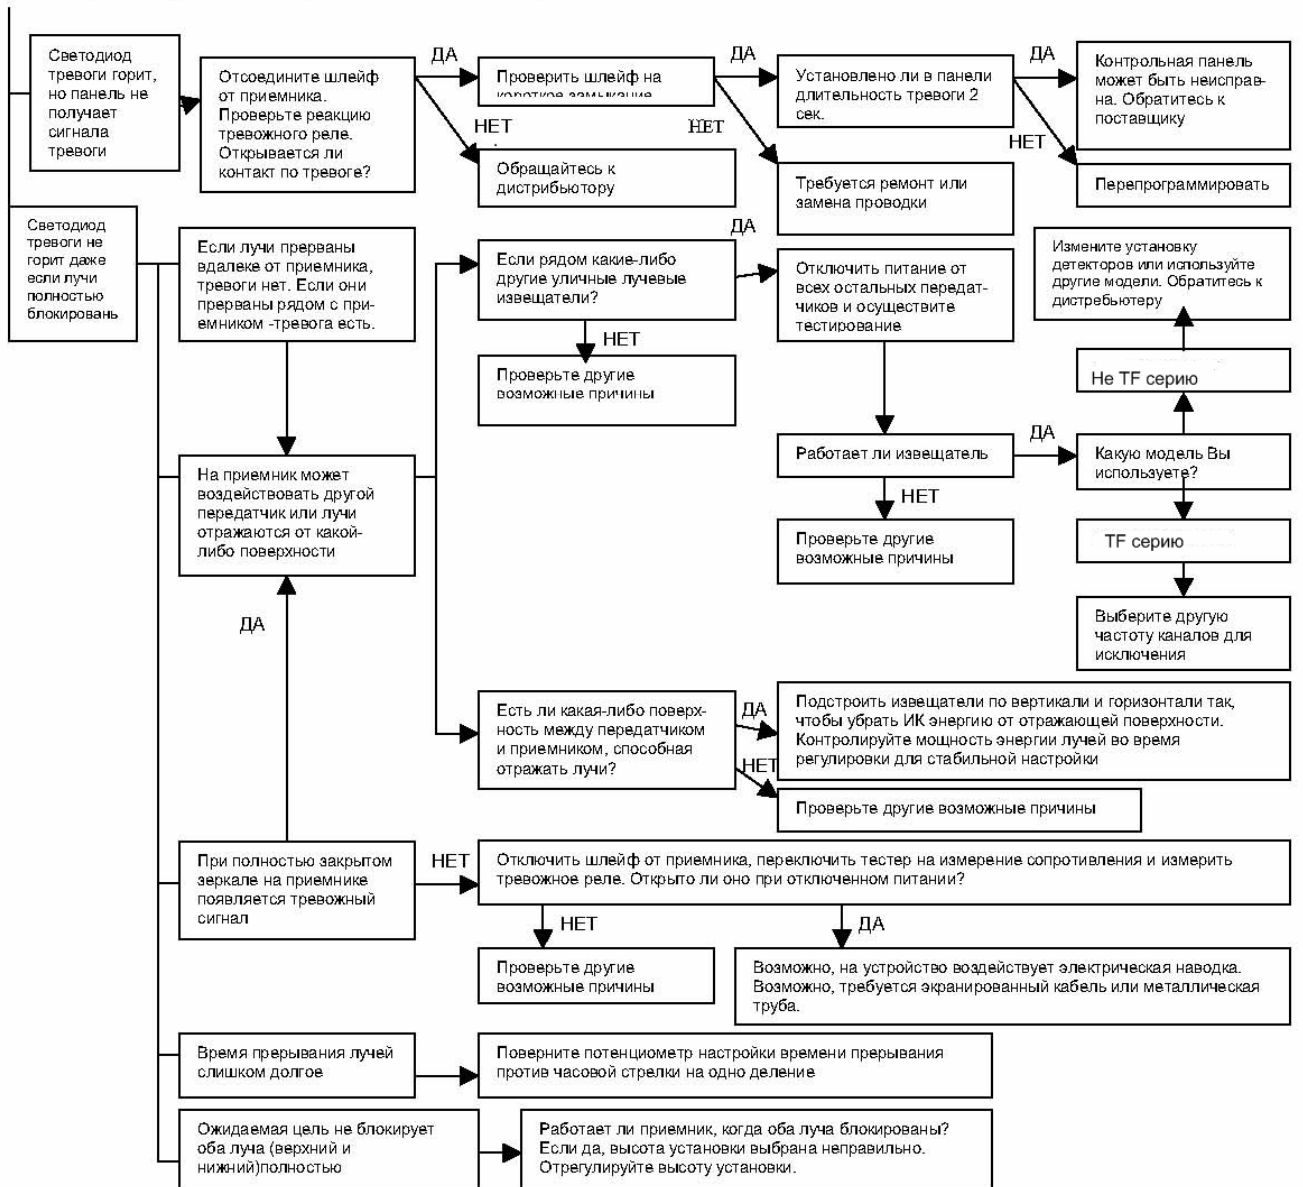 Светодиод
тревоги горит,
но панель не
получает
сигнала
тревоги
Отсоедините шлейф
от приемника.
Проверьте реакцию
тревожного реле.
Открывается ли
контакт по тревоге?
ДА
НЕТ
Проверить шлейф на
короткое замыкание
Обращайтесь к
дистрибьютору
ДА
НЕТ
Установлено ли в панели
длительность тревоги 2
сек.
Требуется ремонт или
замена проводки
ДА
НЕТ
Контрольная панель
может быть неисправ-
на. Обратитесь к
поставщику
Перепрограммировать
Светодиод
тревоги не
горит даже
если лучи
полностью
блокировань
Если лучи прерваны
вдалеке от приемника,
тревоги нет. Если они
прерваны рядом с при-
емником -тревога есть.
Если рядом какие-либо
другие уличные лучевые
извещатели?
ДА
НЕТ
Проверьте другие
возможные причины
Отключить питание от
всех остальных передат-
чиков и осуществите
тестирование
Измените установку
детекторов или используйте
другие модели. Обратитесь к
дистребьютеру
Не TF серию
Работает ли извещатель
ДА
НЕТ
Какую модель Вы
используете?
Проверьте другие
возможные причины
TF серию
Выберите другую
частоту каналов для
исключения
На приемник может
воздействовать другой
передатчик или лучи
отражаются от какой-
либо поверхности
ДА
Есть ли какая-либо поверх-
ность между передатчиком
и приемником, способная
отражать лучи?
ДА
НЕТ
Подстроить извещатели по вертикали и горизонтали так,
чтобы убрать ИК энергию от отражающей поверхности.
Контролируйте мощность энергии лучей во время
регулировки для стабильной настройки
Проверьте другие возможные причины
При полностью закрытом
зеркале на приемнике
появляется тревожный
сигнал
НЕТ
Отключить шлейф от приемника, переключить тестер на измерение сопротивления и измерить
тревожное реле. Открыто ли оно при отключенном питании?
НЕТ
ДА
Проверьте другие
возможные причины
Возможно, на устройство воздействует электрическая наводка.
Возможно, требуется экранированный кабель или металлическая
труба.
Время прерывания лучей
слишком долгое
Поверните потенциометр настройки времени прерывания
против часовой стрелки на одно деление
Ожидаемая цель не блокирует
оба луча (верхний и
нижний)полностью
Работает ли приемник, когда оба луча блокированы?
Если да, высота установки выбрана неправильно.
Отрегулируйте высоту установки.